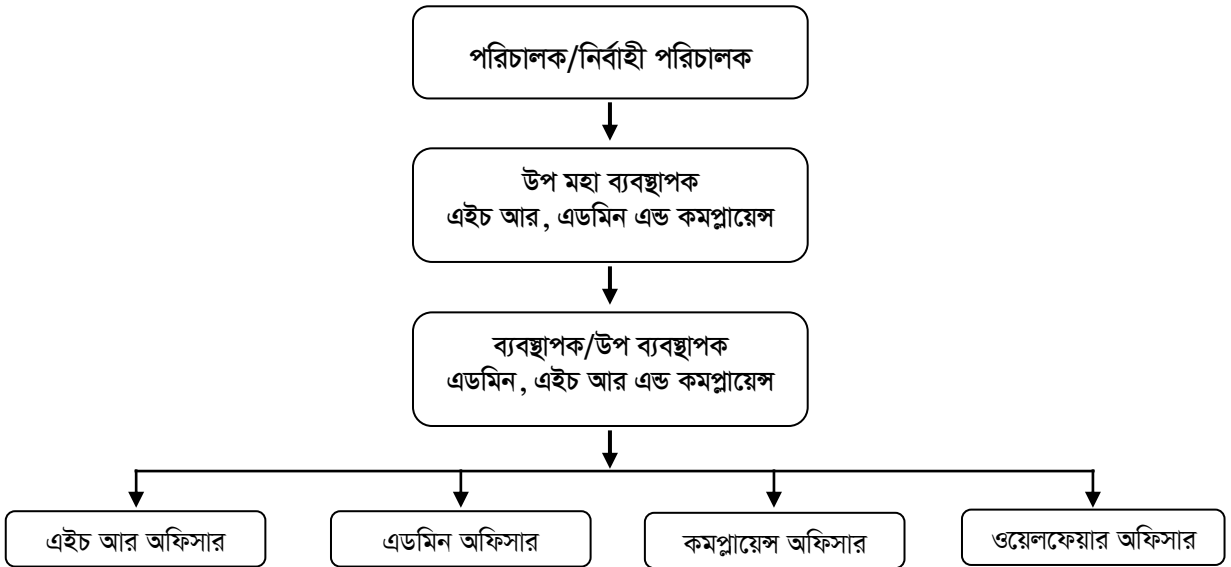 পরিচালক/নির্বাহী পরিচালক
উপ মহা ব্যবস্থাপক
এইচ আর, এডমিন এন্ড কমপ্লায়েন্স
ব্যবস্থাপক/উপ ব্যবস্থাপক
এডমিন, এইচ আর এন্ড কমপ্লায়েন্স
এইচ আর অফিসার
এডমিন অফিসার
কমপ্লায়েন্স অফিসার
ওয়েলফেয়ার অফিসার